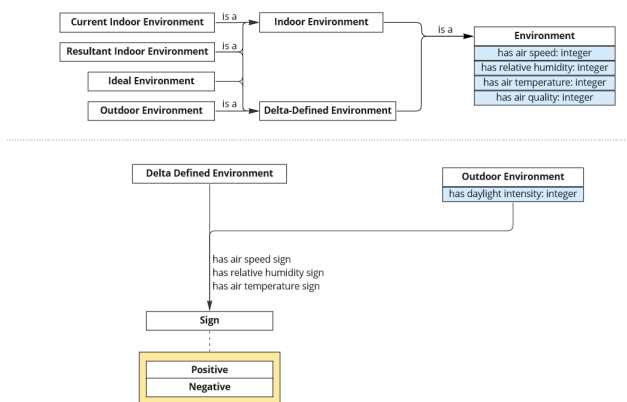 Current Indoor Environment
is a
Indoor Environment
is a
Environment
has air speed: integer
has relative humidity: integer
has air temperature: integer
has air quality: integer
Resultant Indoor Environment
is a
Ideal Environment
Outdoor Environment
is a
Delta-Defined Environment
Delta Defined Environment
Outdoor Environment
has daylight intensity: integer
has air speed sign
has relative humidity sign
has air temperature sign
Sign
Positive
Negative